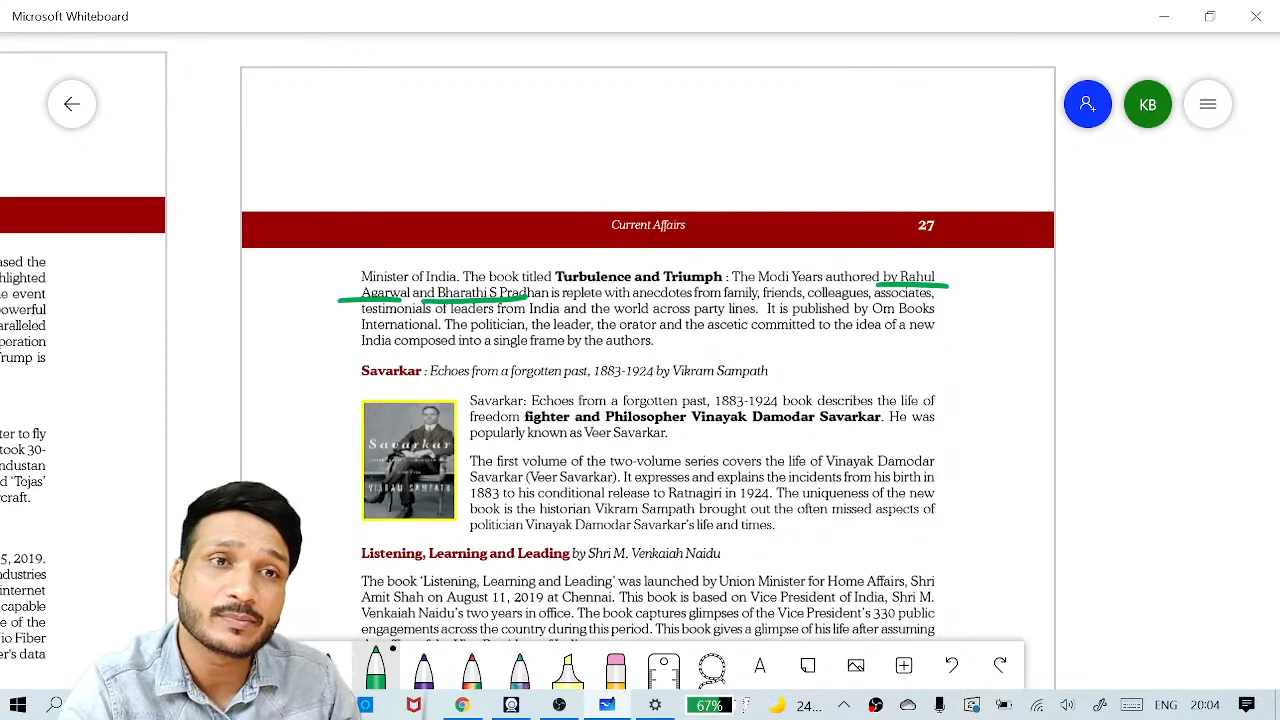 Microsoft Whiteboard
KB
Current Affairs 27
Minister of India. The book titled Turbulence and Triumph : The Modi Years authored by Rahul
Agarwal and Bharathi S Pradhan is replete with anecdotes from family, friends, colleagues, associates,
testimonials of leaders from India and the world across party lines. It is published by Om Books
International. The politician, the leader, the orator and the ascetic committed to the idea of a new
India composed into a single frame by the authors.
Savarkar : Echoes from a forgotten past, 1883-1924 by Vikram Sampath
Savarkar
VIKRAM SAMPATH
Savarkar: Echoes from a forgotten past, 1883-1924 book describes the life of
freedom fighter and Philosopher Vinayak Damodar Savarkar. He was
popularly known as Veer Savarkar.
The first volume of the two-volume series covers the life of Vinayak Damodar
Savarkar (Veer Savarkar). It expresses and explains the incidents from his birth in
1883 to his conditional release to Ratnagiri in 1924. The uniqueness of the new
book is the historian Vikram Sampath brought out the often missed aspects of
politician Vinayak Damodar Savarkar's life and times.
Listening, Learning and Leading by Shri M. Venkaiah Naidu
The book 'Listening, Learning and Leading' was launched by Union Minister for Home Affairs, Shri
Amit Shah on August 11, 2019 at Chennai. This book is based on Vice President of India, Shri M.
Venkaiah Naidu's two years in office. The book captures glimpses of the Vice President's 330 public
engagements across the country during this period. This book gives a glimpse of his life after assuming
ased the
hlighted
e event
powerful
paralleled
peration
rump is
ter to fly
took 30-
industan
d 'Tejas'
rcraft.
5, 2019.
dustries
internet
capable
e of the
io Fiber
er's data
A
67%
24...
ENG
20:04